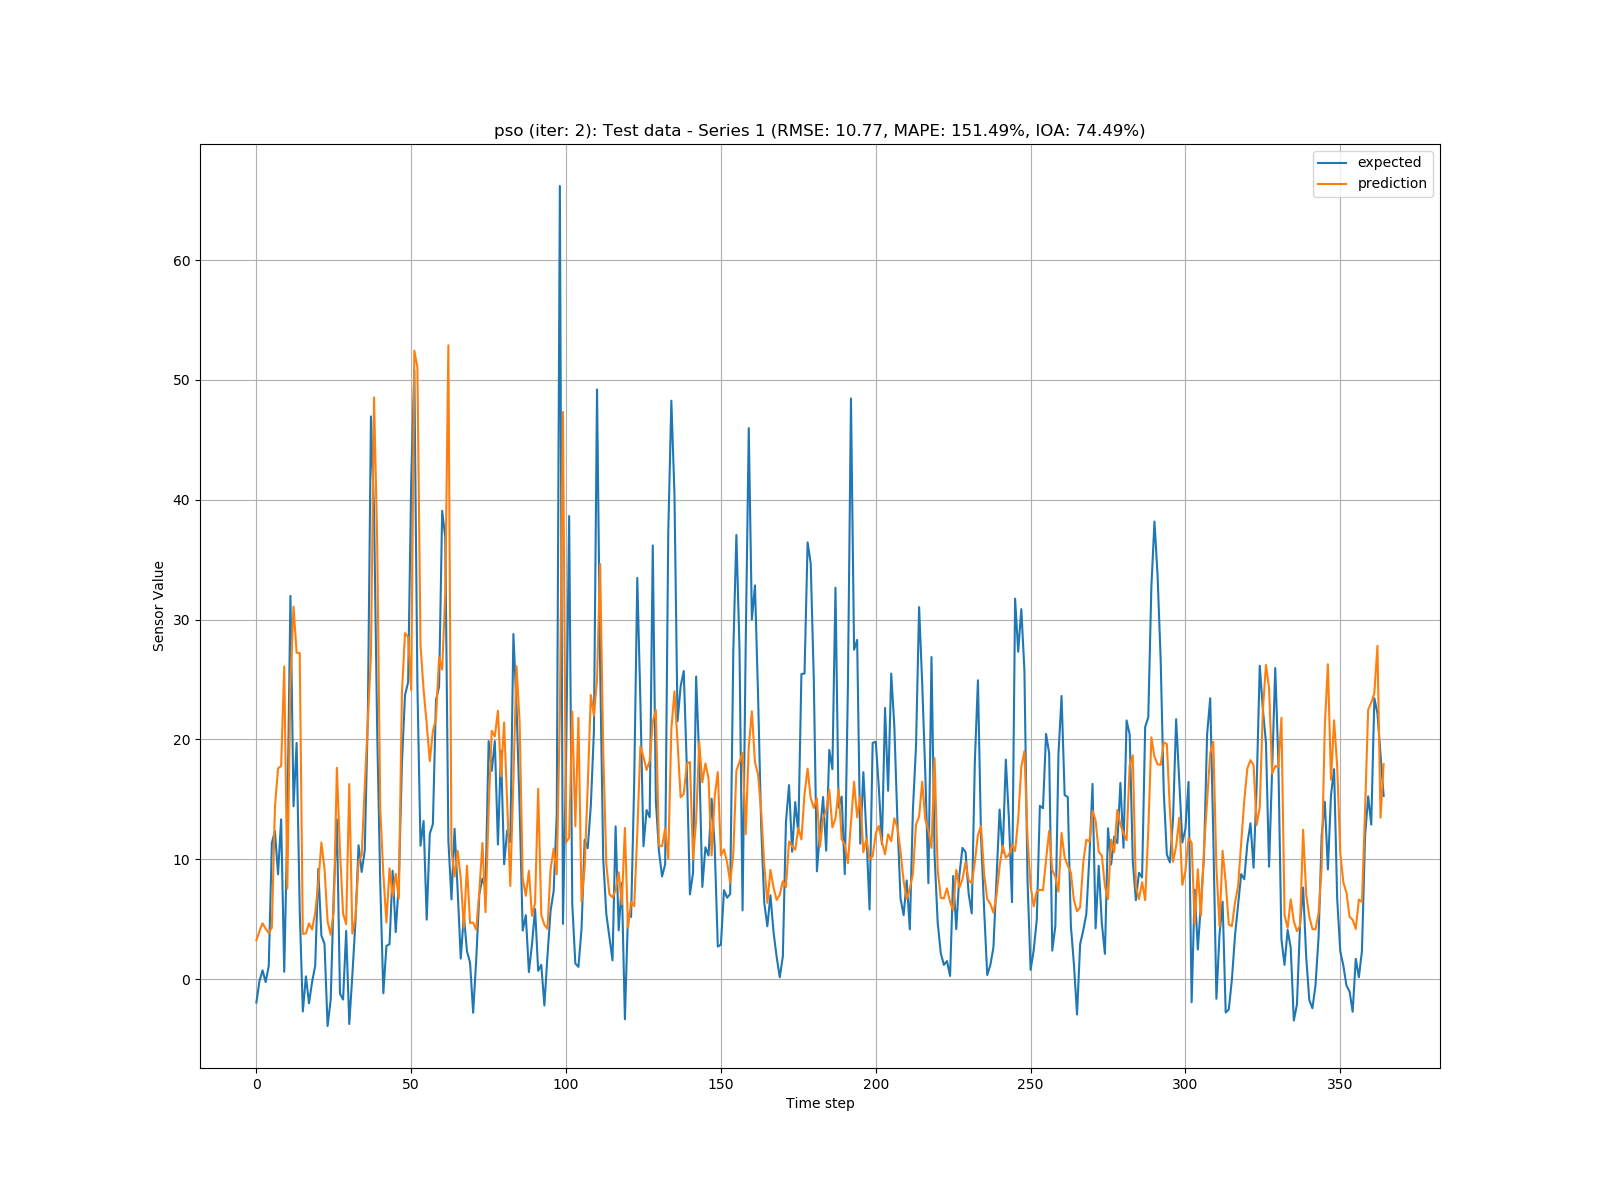 pso (iter: 2): Test data - Series 1 (RMSE: 10.77, MAPE: 151.49%, IOA: 74.49%)
expected
prediction
60
50
40
30
20
10
0
Sensor Value
0 50 100 150 200 250 300 350
Time step